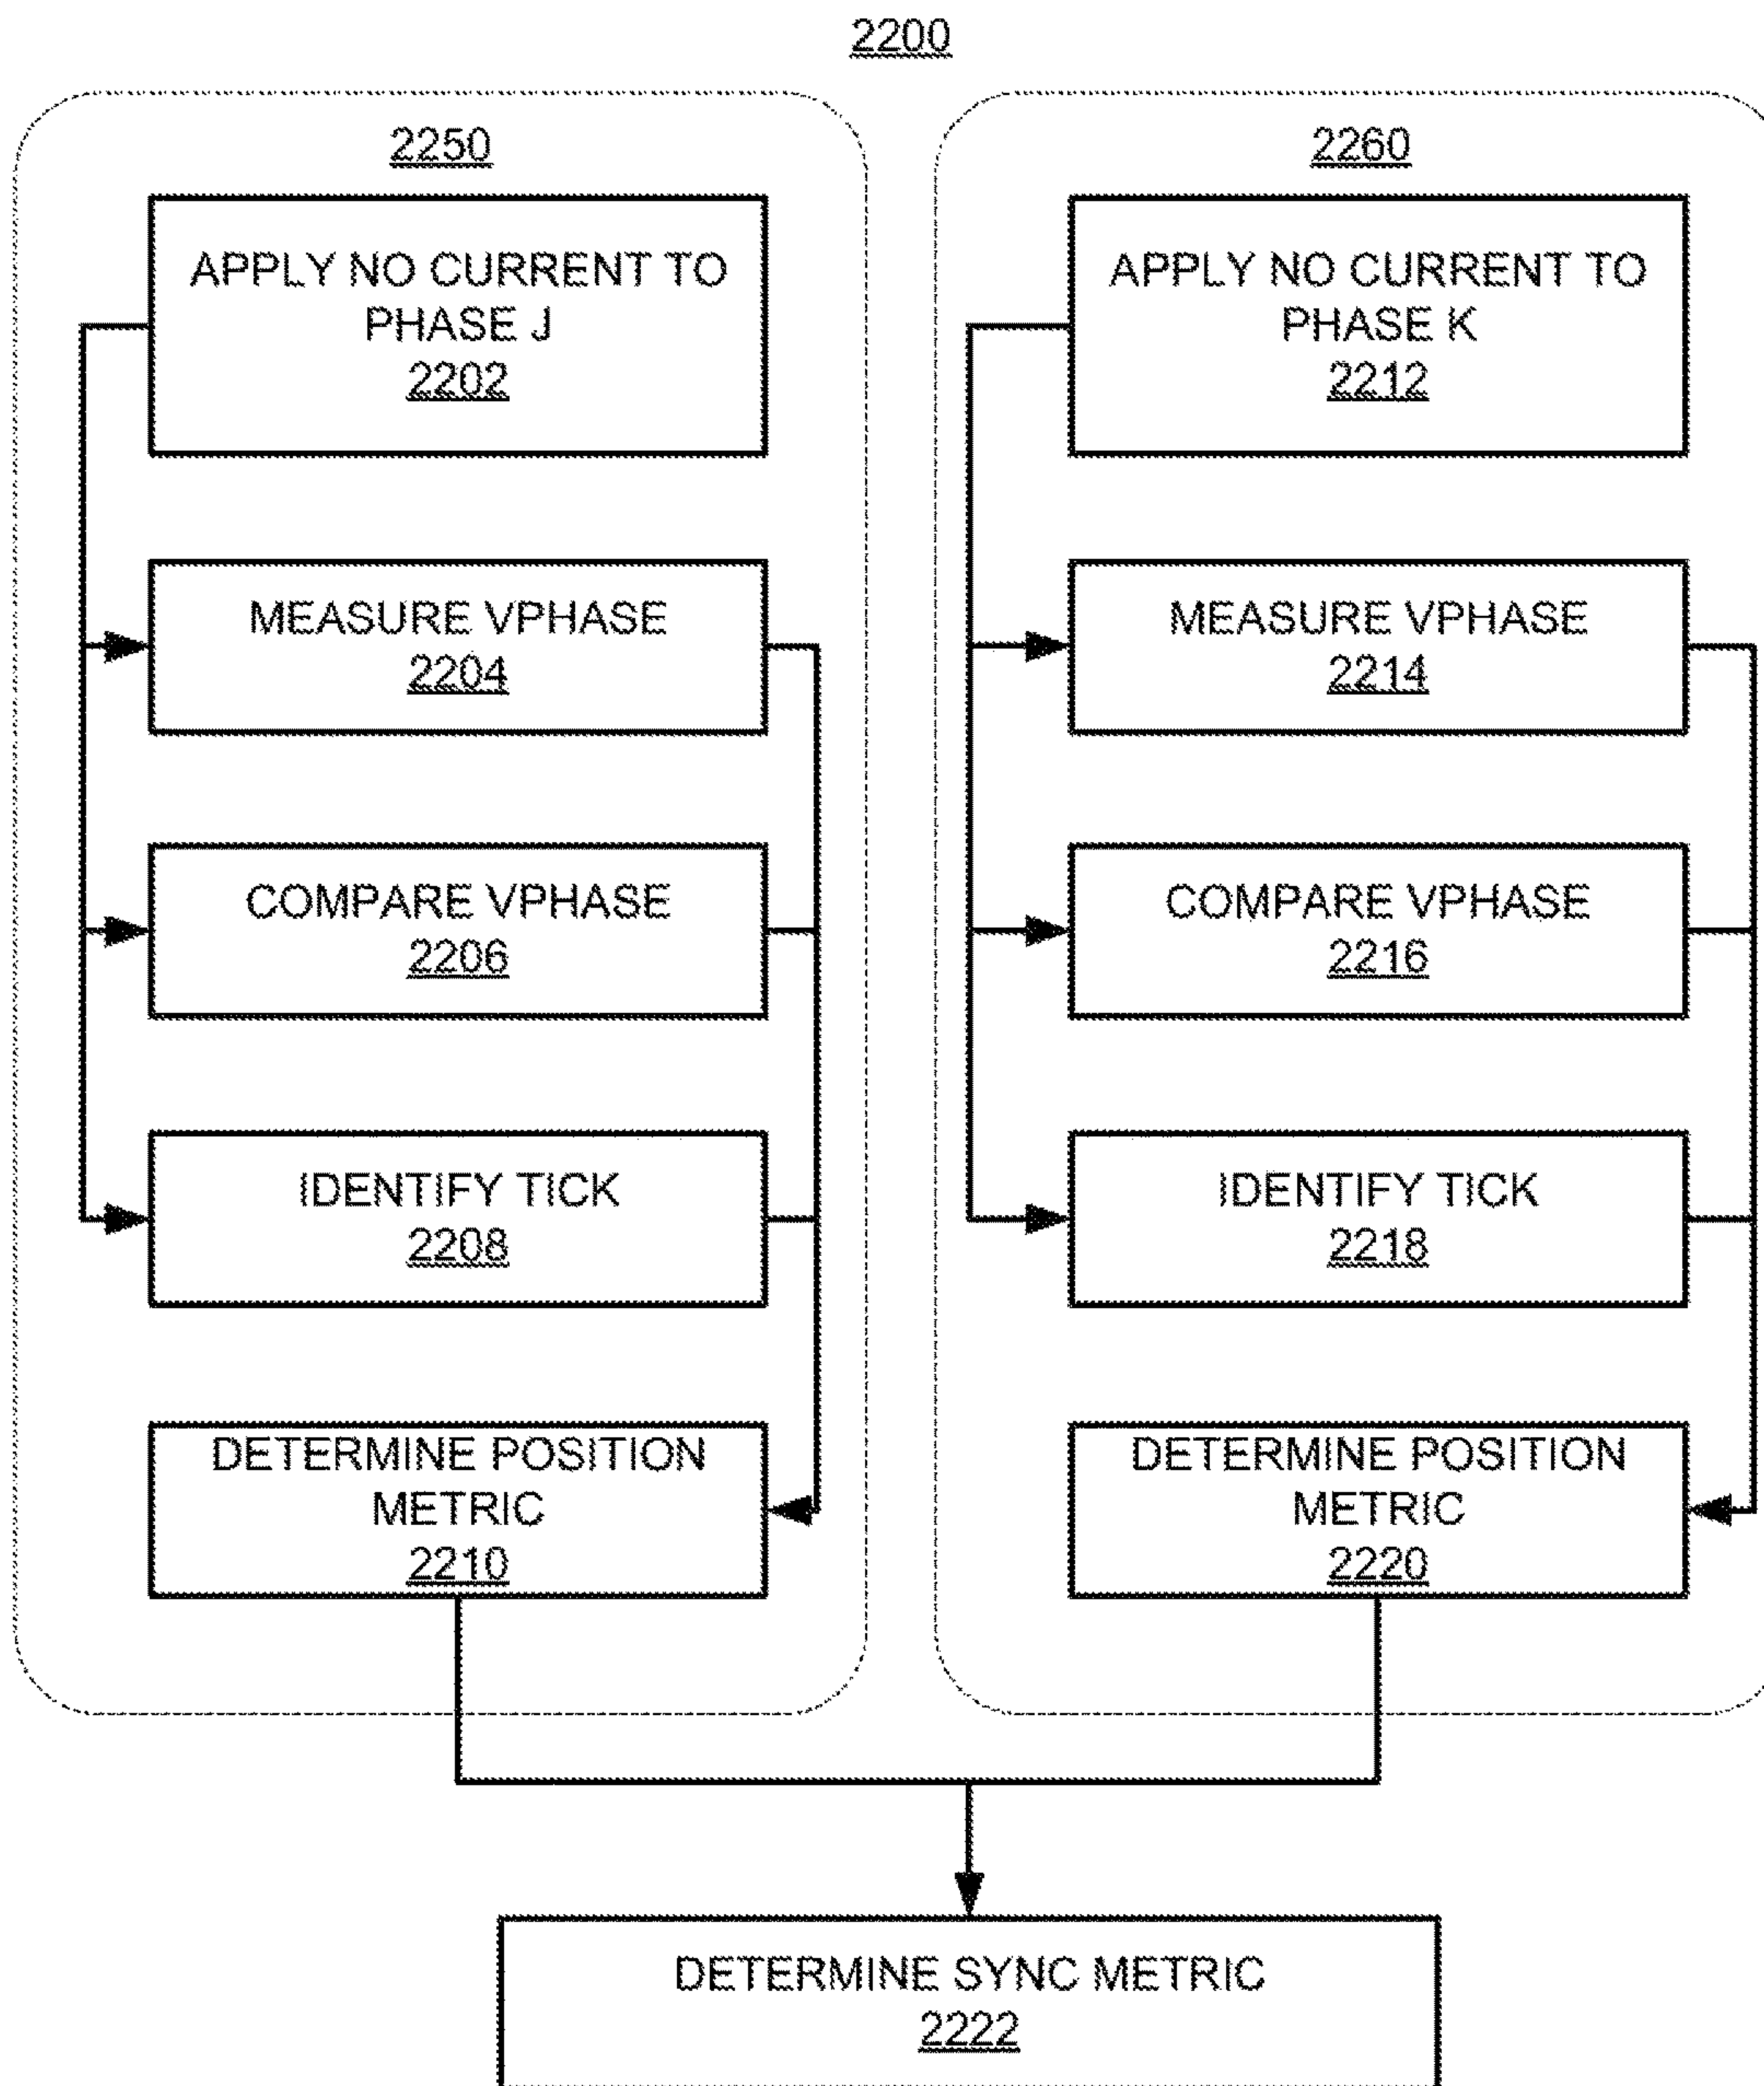 2200
2250
APPLY NO CURRENT TO
PHASE J
2202
MEASURE VPHASE
2204
COMPARE VPHASE
2206
IDENTIFY TICK
2208
DETERMINE POSITION
METRIC
2210
2260
APPLY NO CURRENT TO
PHASE K
2212
MEASURE VPHASE
2214
COMPARE VPHASE
2216
IDENTIFY TICK
2218
DETERMINE POSITION
METRIC
2220
DETERMINE SYNC METRIC
2222